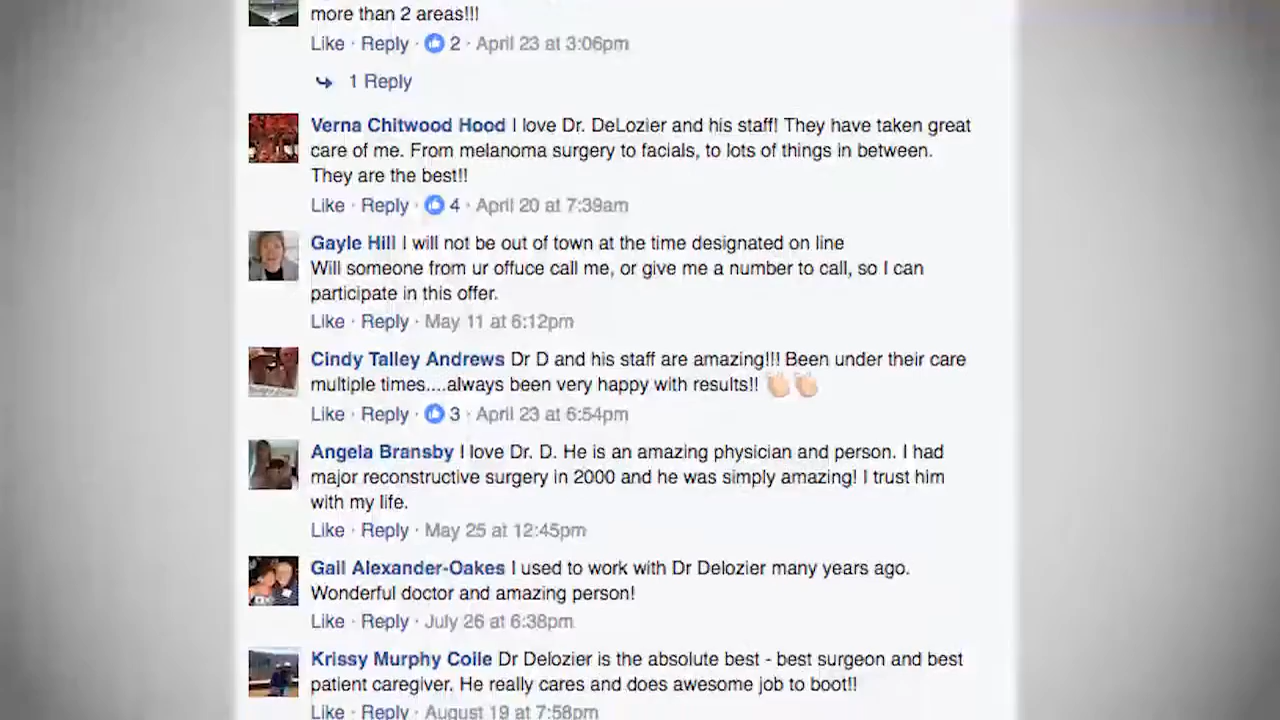 more than 2 areas!!!
Like · Reply · 2 · April 23 at 3:06pm
1 Reply
Verna Chitwood Hood I love Dr. DeLozier and his staff! They have taken great
care of me. From melanoma surgery to facials, to lots of things in between.
They are the best!!
Like · Reply · 4 · April 20 at 7:39am
Gayle Hill I will not be out of town at the time designated on line
Will someone from ur offuce call me, or give me a number to call, so I can
participate in this offer.
Like · Reply · May 11 at 6:12pm
Cindy Talley Andrews Dr D and his staff are amazing!!! Been under their care
multiple times....always been very happy with results!! 👏👏
Like · Reply · 3 · April 23 at 6:54pm
Angela Bransby I love Dr. D. He is an amazing physician and person. I had
major reconstructive surgery in 2000 and he was simply amazing! I trust him
with my life.
Like · Reply · May 25 at 12:45pm
Gail Alexander-Oakes I used to work with Dr Delozier many years ago.
Wonderful doctor and amazing person!
Like · Reply · July 26 at 6:38pm
Krissy Murphy Coile Dr Delozier is the absolute best - best surgeon and best
patient caregiver. He really cares and does awesome job to boot!!
Like · Reply · August 19 at 7:58pm